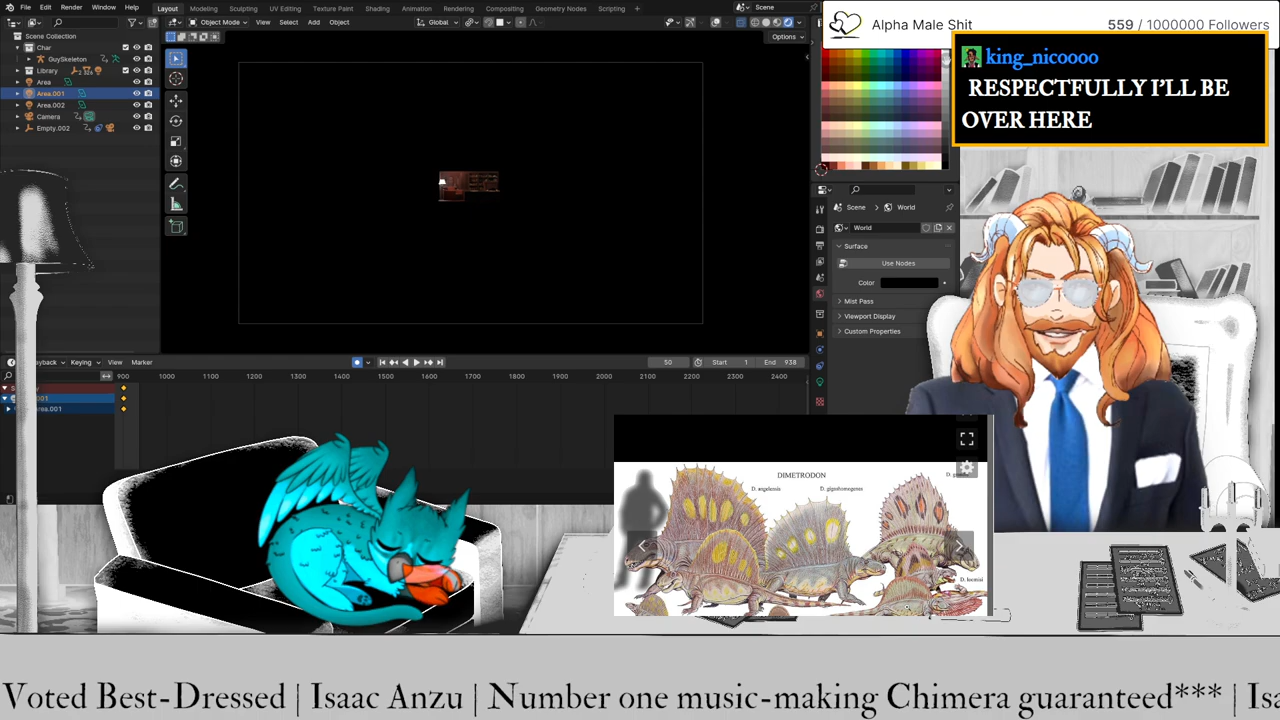 File Edit Render Window Help
Layout Modeling Sculpting UV Editing Texture Paint Shading Animation Rendering Compositing Geometry Nodes Scripting
Scene
Object Mode View Select Add Object
Global
Options
Scene Collection
Char
GuySkeleton
Library
Area
Area.001
Area.002
Camera
Empty.002
Alpha Male Shit 559 / 1000000 Followers
king_nicoooo
RESPECTFULLY I'LL BE
OVER HERE
Scene World
World
Surface
Use Nodes
Color
Mist Pass
Viewport Display
Custom Properties
Keying View Marker
50 Start 1 End 938
900 1000 1100 1200 1300 1400 1500 1600 1700 1800 1900 2000 2100 2200 2300 2400
DIMETRODON
D. angelensis D. gigashomogenes
D. loomisi
Voted Best-Dressed | Isaac Anzu | Number one music-making Chimera guaranteed*** | Isa